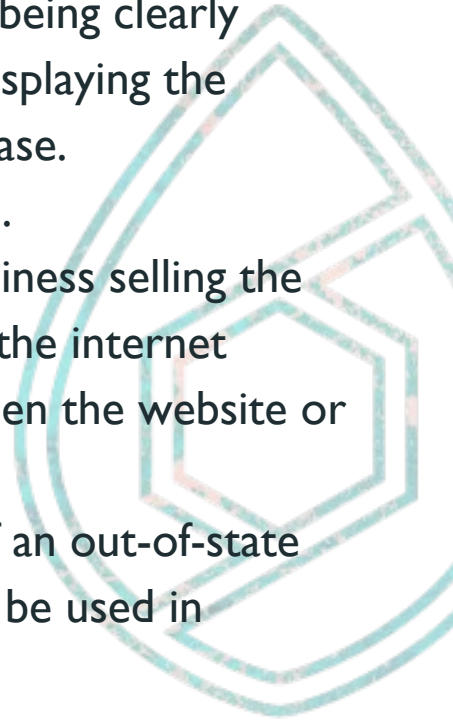 being clearly
splaying the
ase.
.
iness selling the
the internet
en the website or
an out-of-state
be used in